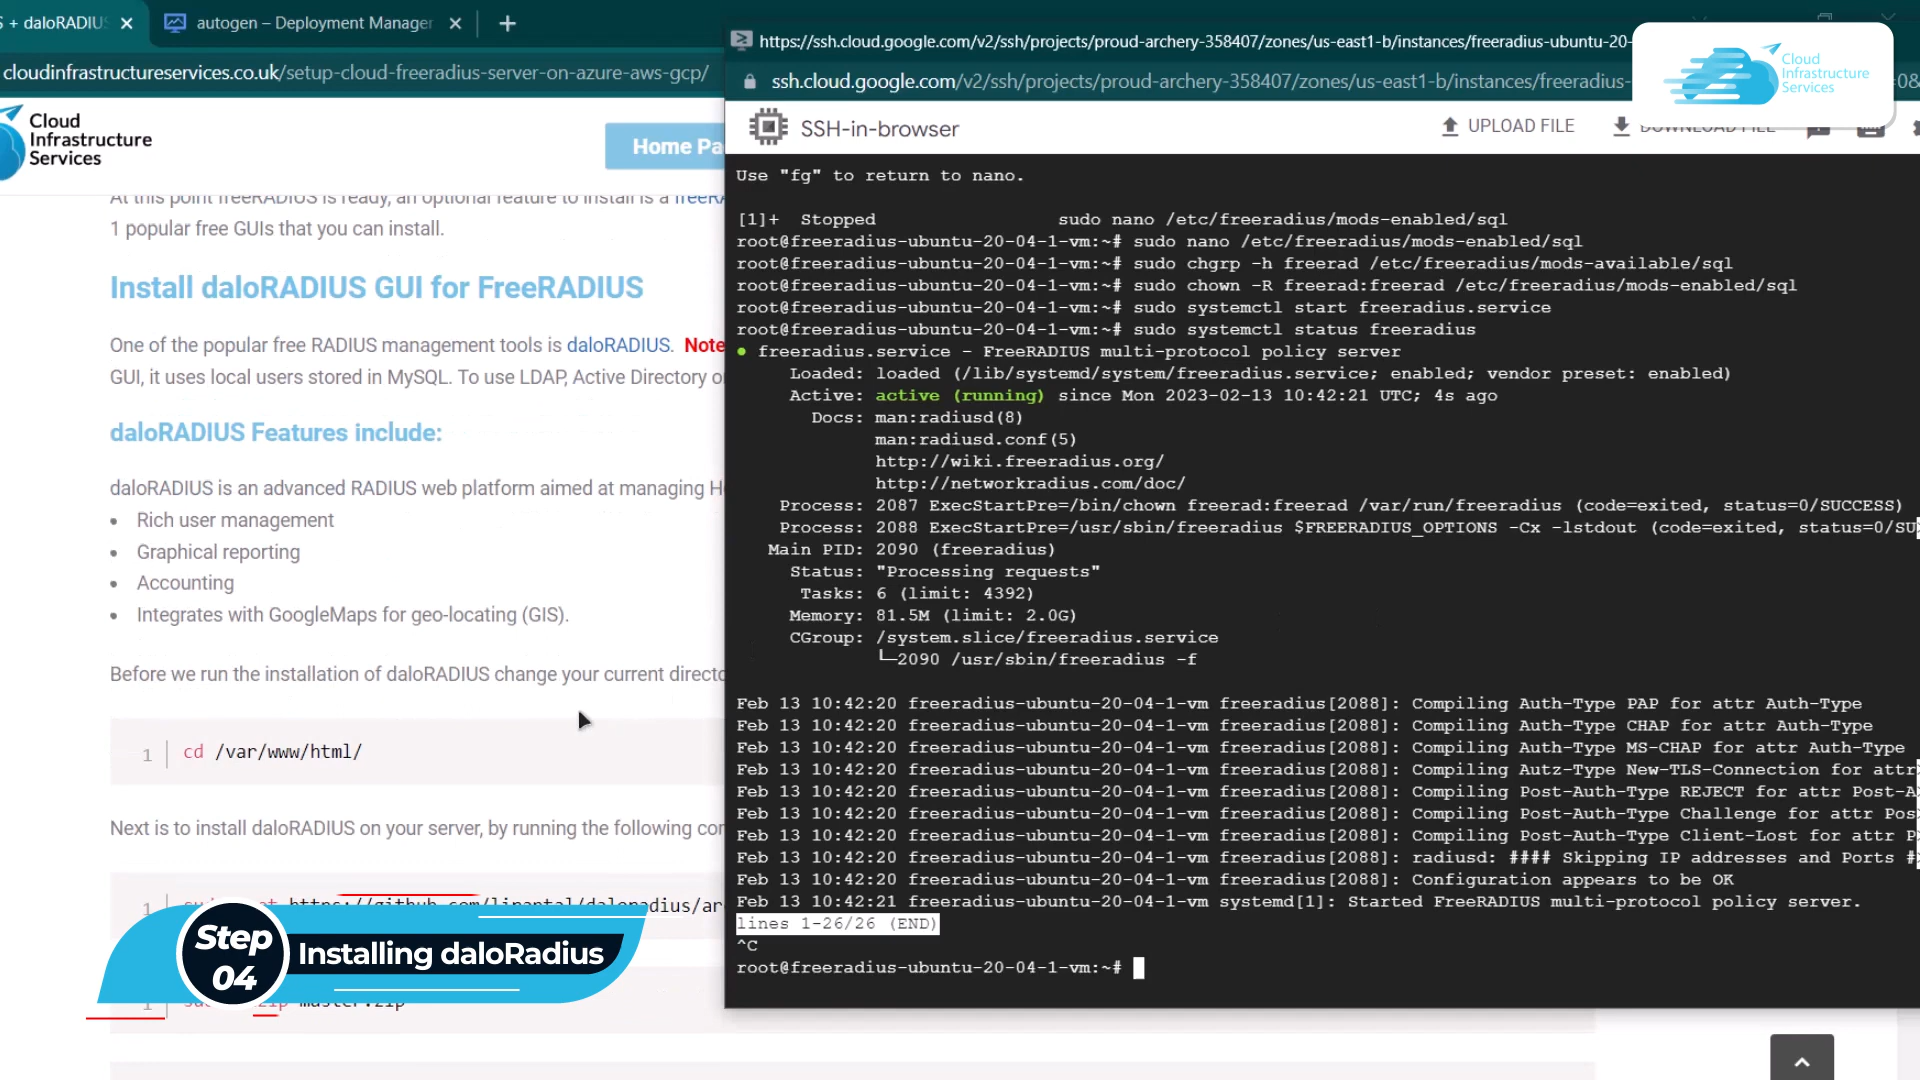 + daloRADIUS
autogen – Deployment Manager
cloudinfrastructureservices.co.uk/setup-cloud-freeradius-server-on-azure-aws-gcp/
Cloud
Infrastructure
Services
Home Pa
At this point freeRADIUS is ready, an optional feature to install is a freeRA
1 popular free GUIs that you can install.
Install daloRADIUS GUI for FreeRADIUS
One of the popular free RADIUS management tools is daloRADIUS. Note
GUI, it uses local users stored in MySQL. To use LDAP, Active Directory o
daloRADIUS Features include:
daloRADIUS is an advanced RADIUS web platform aimed at managing H
• Rich user management
• Graphical reporting
• Accounting
• Integrates with GoogleMaps for geo-locating (GIS).
Before we run the installation of daloRADIUS change your current directo
1 cd /var/www/html/
Next is to install daloRADIUS on your server, by running the following co
1 https://github.com/lirantal/daloradius/ar
1 master.zip
Step
04
Installing daloRadius
https://ssh.cloud.google.com/v2/ssh/projects/proud-archery-358407/zones/us-east1-b/instances/freeradius-ubuntu-20-
ssh.cloud.google.com/v2/ssh/projects/proud-archery-358407/zones/us-east1-b/instances/freeradius-
Cloud
Infrastructure
Services
SSH-in-browser
UPLOAD FILE
DOWNLOAD FILE
Use "fg" to return to nano.
[1]+  Stopped                 sudo nano /etc/freeradius/mods-enabled/sql
root@freeradius-ubuntu-20-04-1-vm:~# sudo nano /etc/freeradius/mods-enabled/sql
root@freeradius-ubuntu-20-04-1-vm:~# sudo chgrp -h freerad /etc/freeradius/mods-available/sql
root@freeradius-ubuntu-20-04-1-vm:~# sudo chown -R freerad:freerad /etc/freeradius/mods-enabled/sql
root@freeradius-ubuntu-20-04-1-vm:~# sudo systemctl start freeradius.service
root@freeradius-ubuntu-20-04-1-vm:~# sudo systemctl status freeradius
● freeradius.service - FreeRADIUS multi-protocol policy server
Loaded: loaded (/lib/systemd/system/freeradius.service; enabled; vendor preset: enabled)
Active: active (running) since Mon 2023-02-13 10:42:21 UTC; 4s ago
Docs: man:radiusd(8)
man:radiusd.conf(5)
http://wiki.freeradius.org/
http://networkradius.com/doc/
Process: 2087 ExecStartPre=/bin/chown freerad:freerad /var/run/freeradius (code=exited, status=0/SUCCESS)
Process: 2088 ExecStartPre=/usr/sbin/freeradius $FREERADIUS_OPTIONS -Cx -lstdout (code=exited, status=0/SU>
Main PID: 2090 (freeradius)
Status: "Processing requests"
Tasks: 6 (limit: 4392)
Memory: 81.5M (limit: 2.0G)
CGroup: /system.slice/freeradius.service
└─2090 /usr/sbin/freeradius -f
Feb 13 10:42:20 freeradius-ubuntu-20-04-1-vm freeradius[2088]: Compiling Auth-Type PAP for attr Auth-Type
Feb 13 10:42:20 freeradius-ubuntu-20-04-1-vm freeradius[2088]: Compiling Auth-Type CHAP for attr Auth-Type
Feb 13 10:42:20 freeradius-ubuntu-20-04-1-vm freeradius[2088]: Compiling Auth-Type MS-CHAP for attr Auth-Type
Feb 13 10:42:20 freeradius-ubuntu-20-04-1-vm freeradius[2088]: Compiling Autz-Type New-TLS-Connection for attr>
Feb 13 10:42:20 freeradius-ubuntu-20-04-1-vm freeradius[2088]: Compiling Post-Auth-Type REJECT for attr Post-A>
Feb 13 10:42:20 freeradius-ubuntu-20-04-1-vm freeradius[2088]: Compiling Post-Auth-Type Challenge for attr Pos>
Feb 13 10:42:20 freeradius-ubuntu-20-04-1-vm freeradius[2088]: Compiling Post-Auth-Type Client-Lost for attr P>
Feb 13 10:42:20 freeradius-ubuntu-20-04-1-vm freeradius[2088]: radiusd: #### Skipping IP addresses and Ports #>
Feb 13 10:42:20 freeradius-ubuntu-20-04-1-vm freeradius[2088]: Configuration appears to be OK
Feb 13 10:42:21 freeradius-ubuntu-20-04-1-vm systemd[1]: Started FreeRADIUS multi-protocol policy server.
lines 1-26/26 (END)
^C
root@freeradius-ubuntu-20-04-1-vm:~#